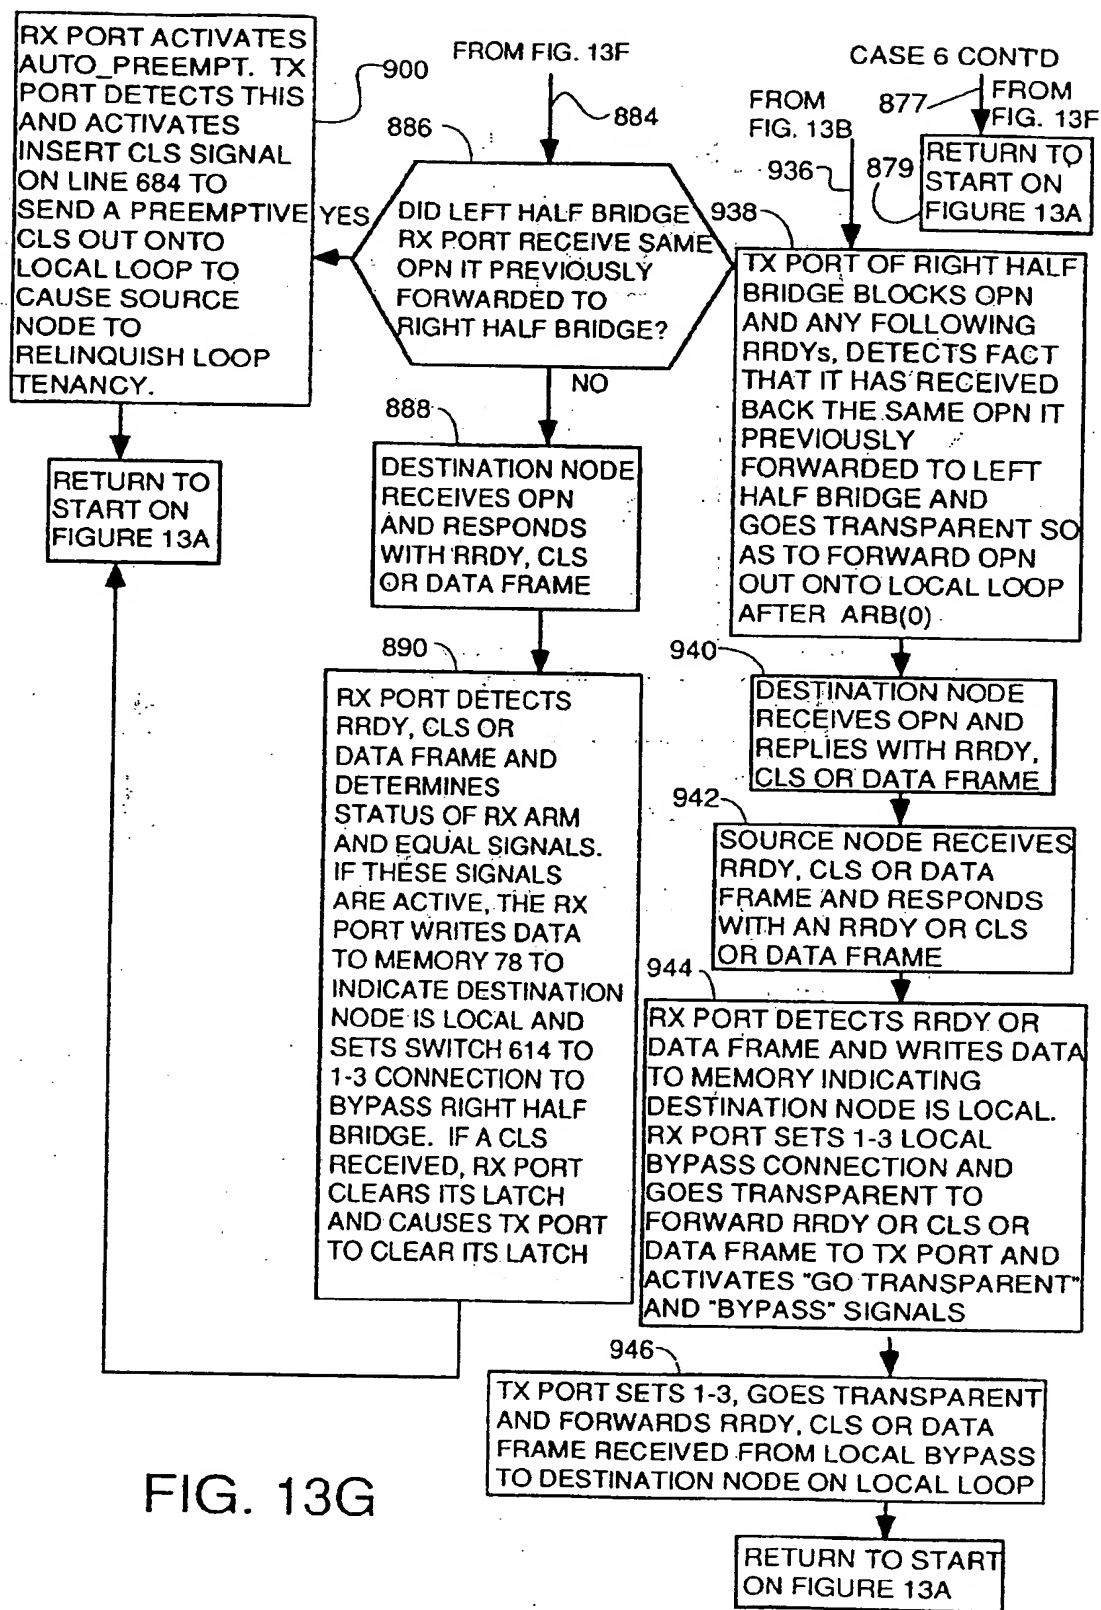 RX PORT ACTIVATES
AUTO_PREEMPT. TX
PORT DETECTS THIS
AND ACTIVATES
INSERT CLS SIGNAL
ON LINE 684 TO
SEND A PREEMPTIVE
CLS OUT ONTO
LOCAL LOOP TO
CAUSE SOURCE
NODE TO
RELINQUISH LOOP
TENANCY.
900
RETURN TO
START ON
FIGURE 13A
FROM FIG. 13F
884
886
DID LEFT HALF BRIDGE
RX PORT RECEIVE SAME
OPN IT PREVIOUSLY
FORWARDED TO
RIGHT HALF BRIDGE?
YES
NO
888
DESTINATION NODE
RECEIVES OPN
AND RESPONDS
WITH RRDY, CLS
OR DATA FRAME
890
RX PORT DETECTS
RRDY, CLS OR
DATA FRAME AND
DETERMINES
STATUS OF RX ARM
AND EQUAL SIGNALS.
IF THESE SIGNALS
ARE ACTIVE, THE RX
PORT WRITES DATA
TO MEMORY 78 TO
INDICATE DESTINATION
NODE IS LOCAL AND
SETS SWITCH 614 TO
1-3 CONNECTION TO
BYPASS RIGHT HALF
BRIDGE. IF A CLS
RECEIVED, RX PORT
CLEARS ITS LATCH
AND CAUSES TX PORT
TO CLEAR ITS LATCH
CASE 6 CONT'D
877
FROM
FIG. 13F
879
RETURN TO
START ON
FIGURE 13A
FROM
FIG. 13B
936
938
TX PORT OF RIGHT HALF
BRIDGE BLOCKS OPN
AND ANY FOLLOWING
RRDYs, DETECTS FACT
THAT IT HAS RECEIVED
BACK THE SAME OPN IT
PREVIOUSLY
FORWARDED TO LEFT
HALF BRIDGE AND
GOES TRANSPARENT SO
AS TO FORWARD OPN
OUT ONTO LOCAL LOOP
AFTER ARB(0)
940
DESTINATION NODE
RECEIVES OPN AND
REPLIES WITH RRDY,
CLS OR DATA FRAME
942
SOURCE NODE RECEIVES
RRDY, CLS OR DATA
FRAME AND RESPONDS
WITH AN RRDY OR CLS
OR DATA FRAME
944
RX PORT DETECTS RRDY OR
DATA FRAME AND WRITES DATA
TO MEMORY INDICATING
DESTINATION NODE IS LOCAL.
RX PORT SETS 1-3 LOCAL
BYPASS CONNECTION AND
GOES TRANSPARENT TO
FORWARD RRDY OR CLS OR
DATA FRAME TO TX PORT AND
ACTIVATES "GO TRANSPARENT"
AND "BYPASS" SIGNALS
946
TX PORT SETS 1-3, GOES TRANSPARENT
AND FORWARDS RRDY, CLS OR DATA
FRAME RECEIVED FROM LOCAL BYPASS
TO DESTINATION NODE ON LOCAL LOOP
RETURN TO START
ON FIGURE 13A
FIG. 13G